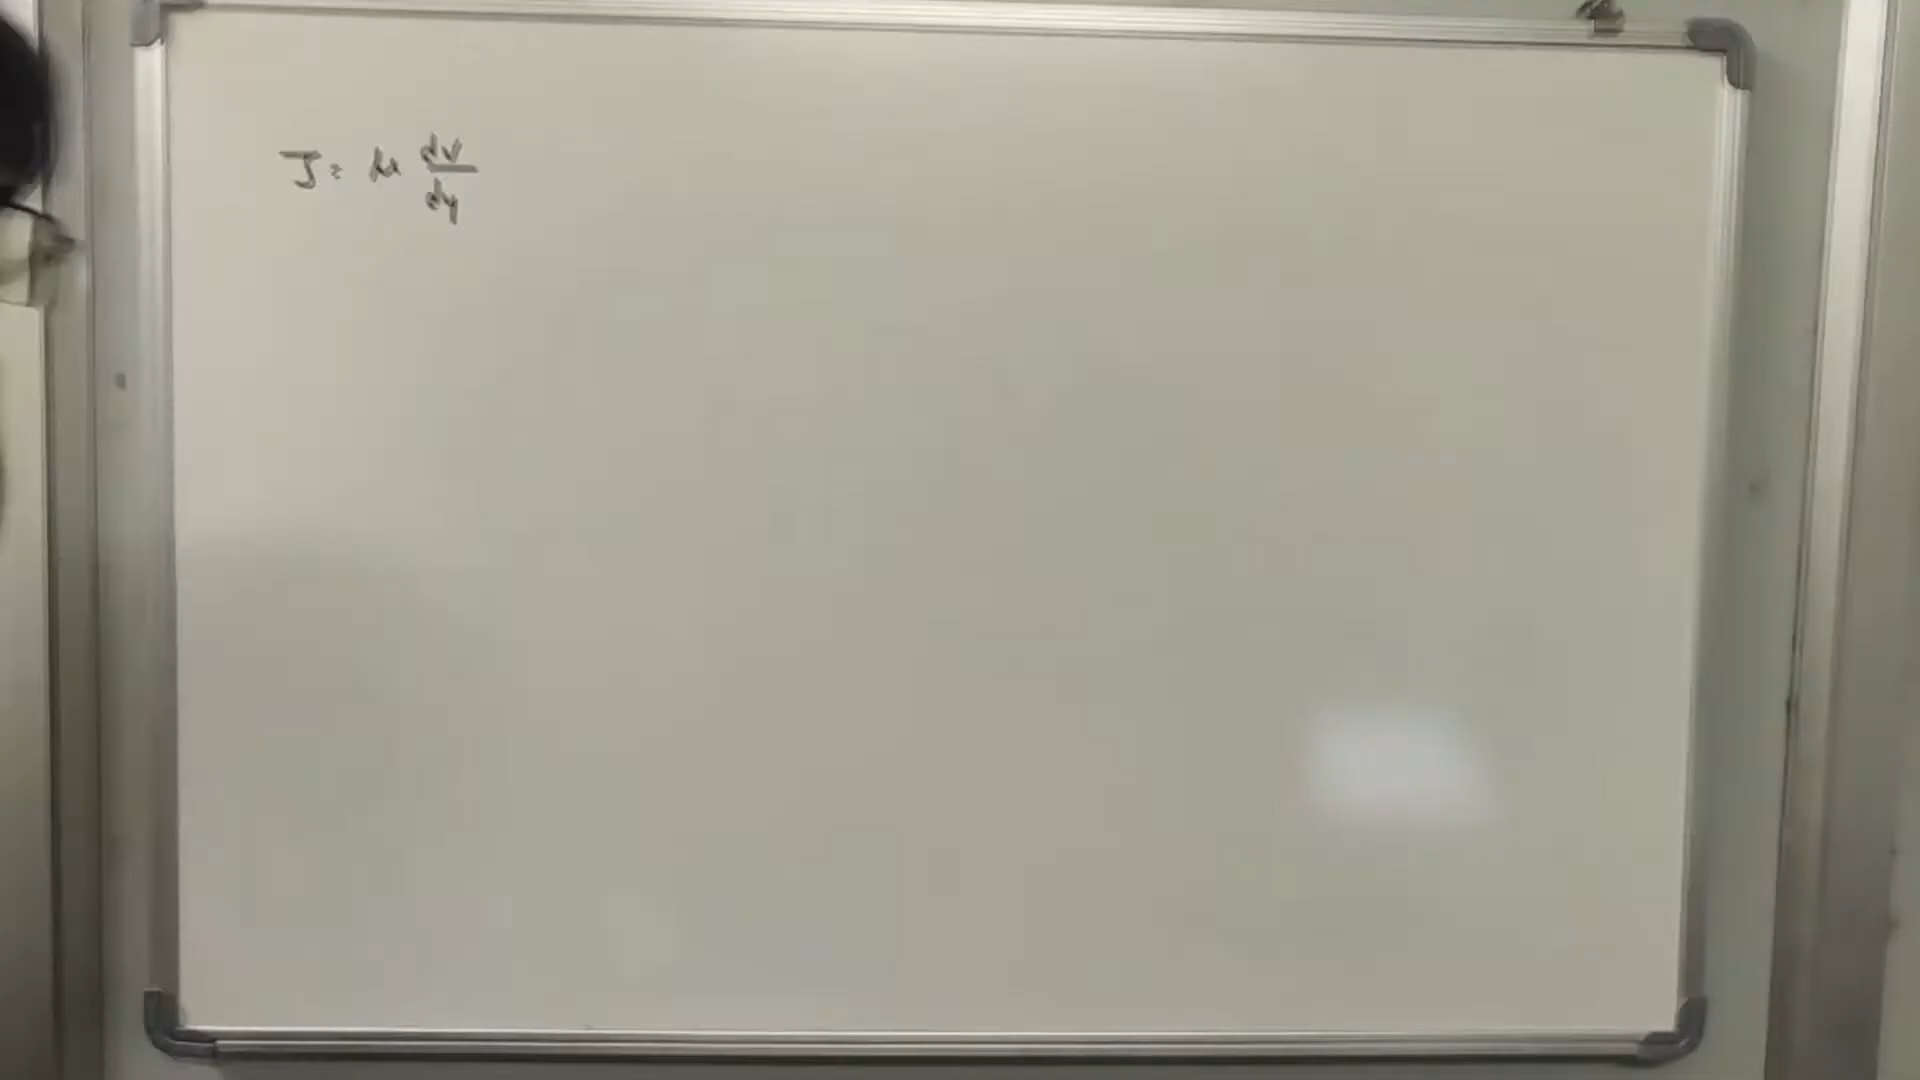 J = μ dv/dy